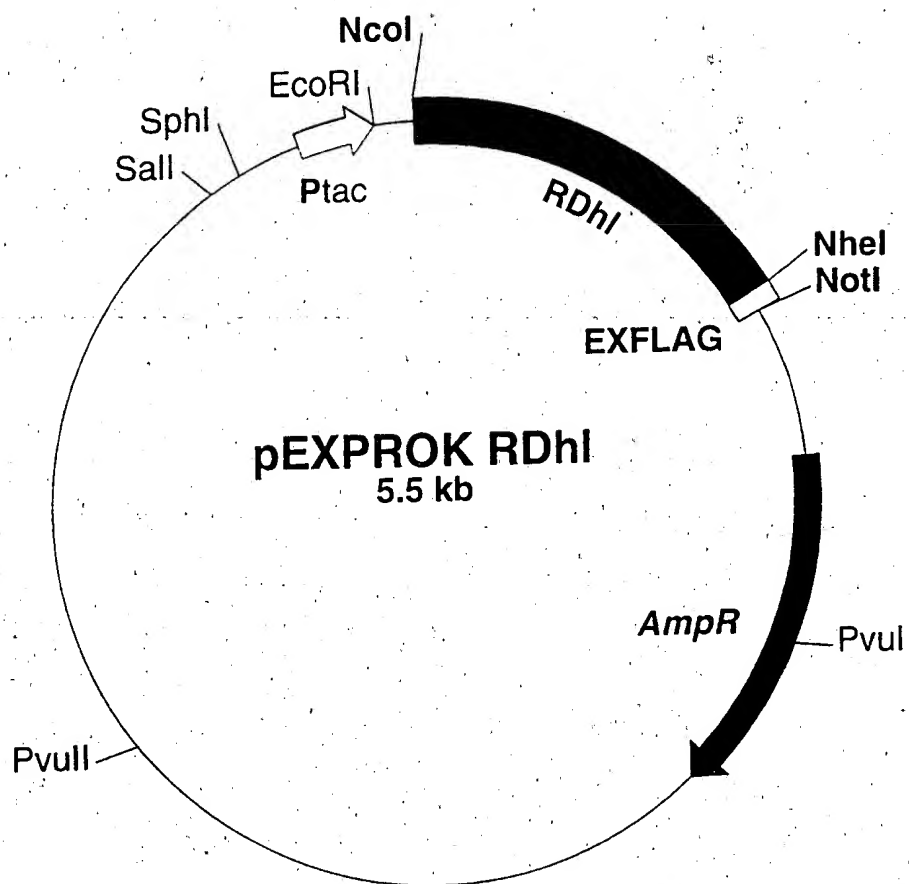 NcoI
EcoRI
SphI
SalI
Ptac
RDhI
NheI
NotI
EXFLAG
pEXPROK RDhI
5.5 kb
AmpR
PvuI
PvuII